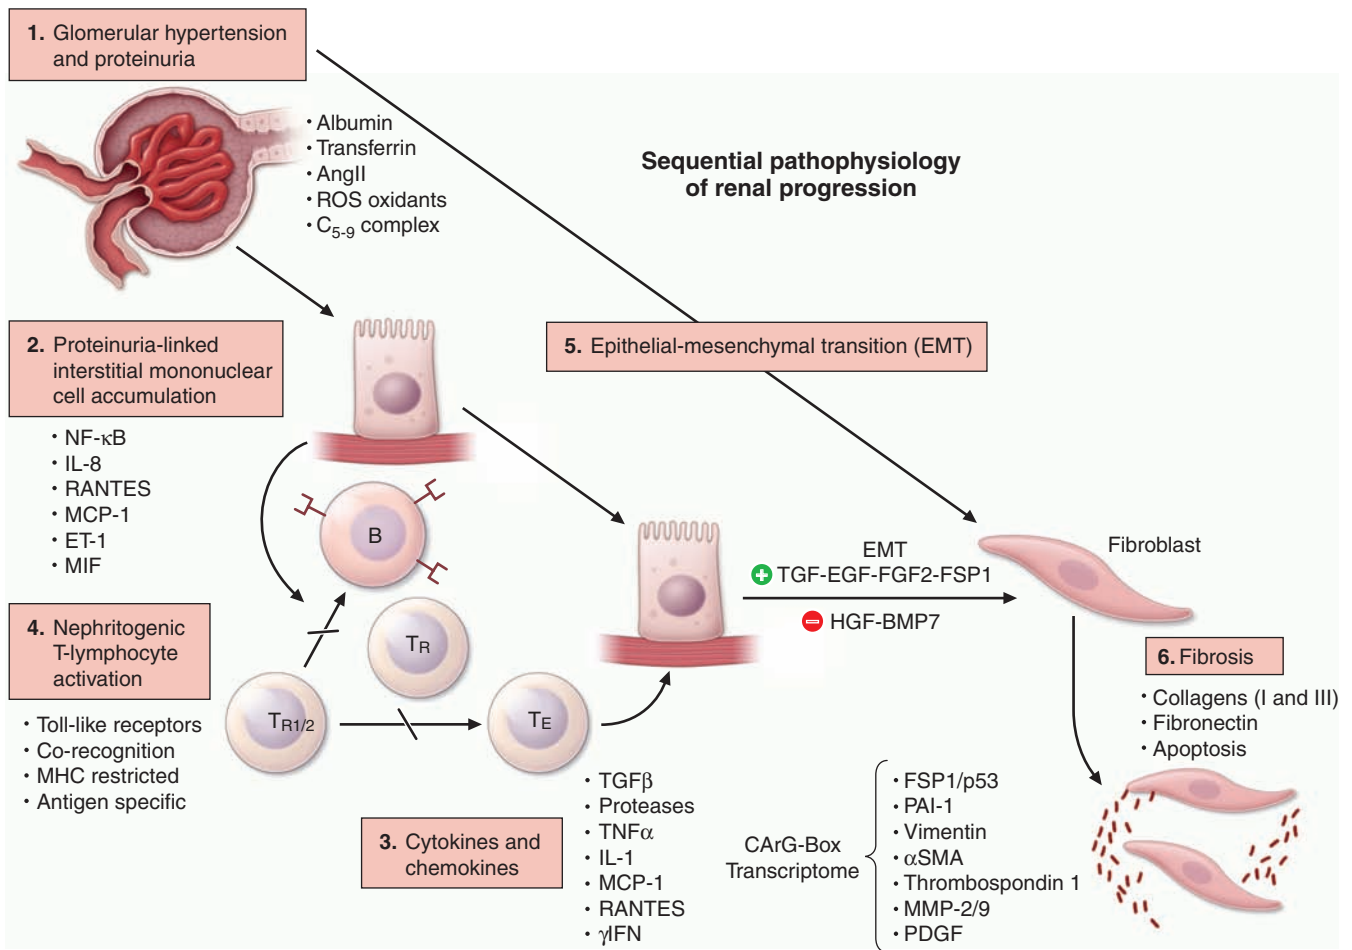 1. Glomerular hypertension
and proteinuria
• Albumin
• Transferrin
• AngII
• ROS oxidants
• C5-9 complex
Sequential pathophysiology
of renal progression
2. Proteinuria-linked
interstitial mononuclear
cell accumulation
• NF-κB
• IL-8
• RANTES
• MCP-1
• ET-1
• MIF
5. Epithelial-mesenchymal transition (EMT)
B
EMT
+ TGF-EGF-FGF2-FSP1
− HGF-BMP7
Fibroblast
4. Nephritogenic
T-lymphocyte
activation
• Toll-like receptors
• Co-recognition
• MHC restricted
• Antigen specific
TR
TR1/2
TE
6. Fibrosis
• Collagens (I and III)
• Fibronectin
• Apoptosis
3. Cytokines and
chemokines
• TGFβ
• Proteases
• TNFα
• IL-1
• MCP-1
• RANTES
• γIFN
CArG-Box
Transcriptome
• FSP1/p53
• PAI-1
• Vimentin
• αSMA
• Thrombospondin 1
• MMP-2/9
• PDGF